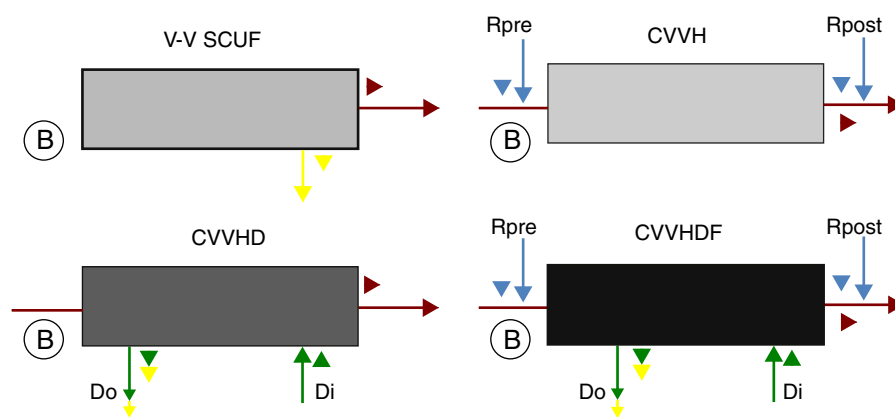 V-V SCUF
B
Rpre
CVVH
Rpost
B
CVVHD
B
Do
Di
Rpre
CVVHDF
Rpost
B
Do
Di